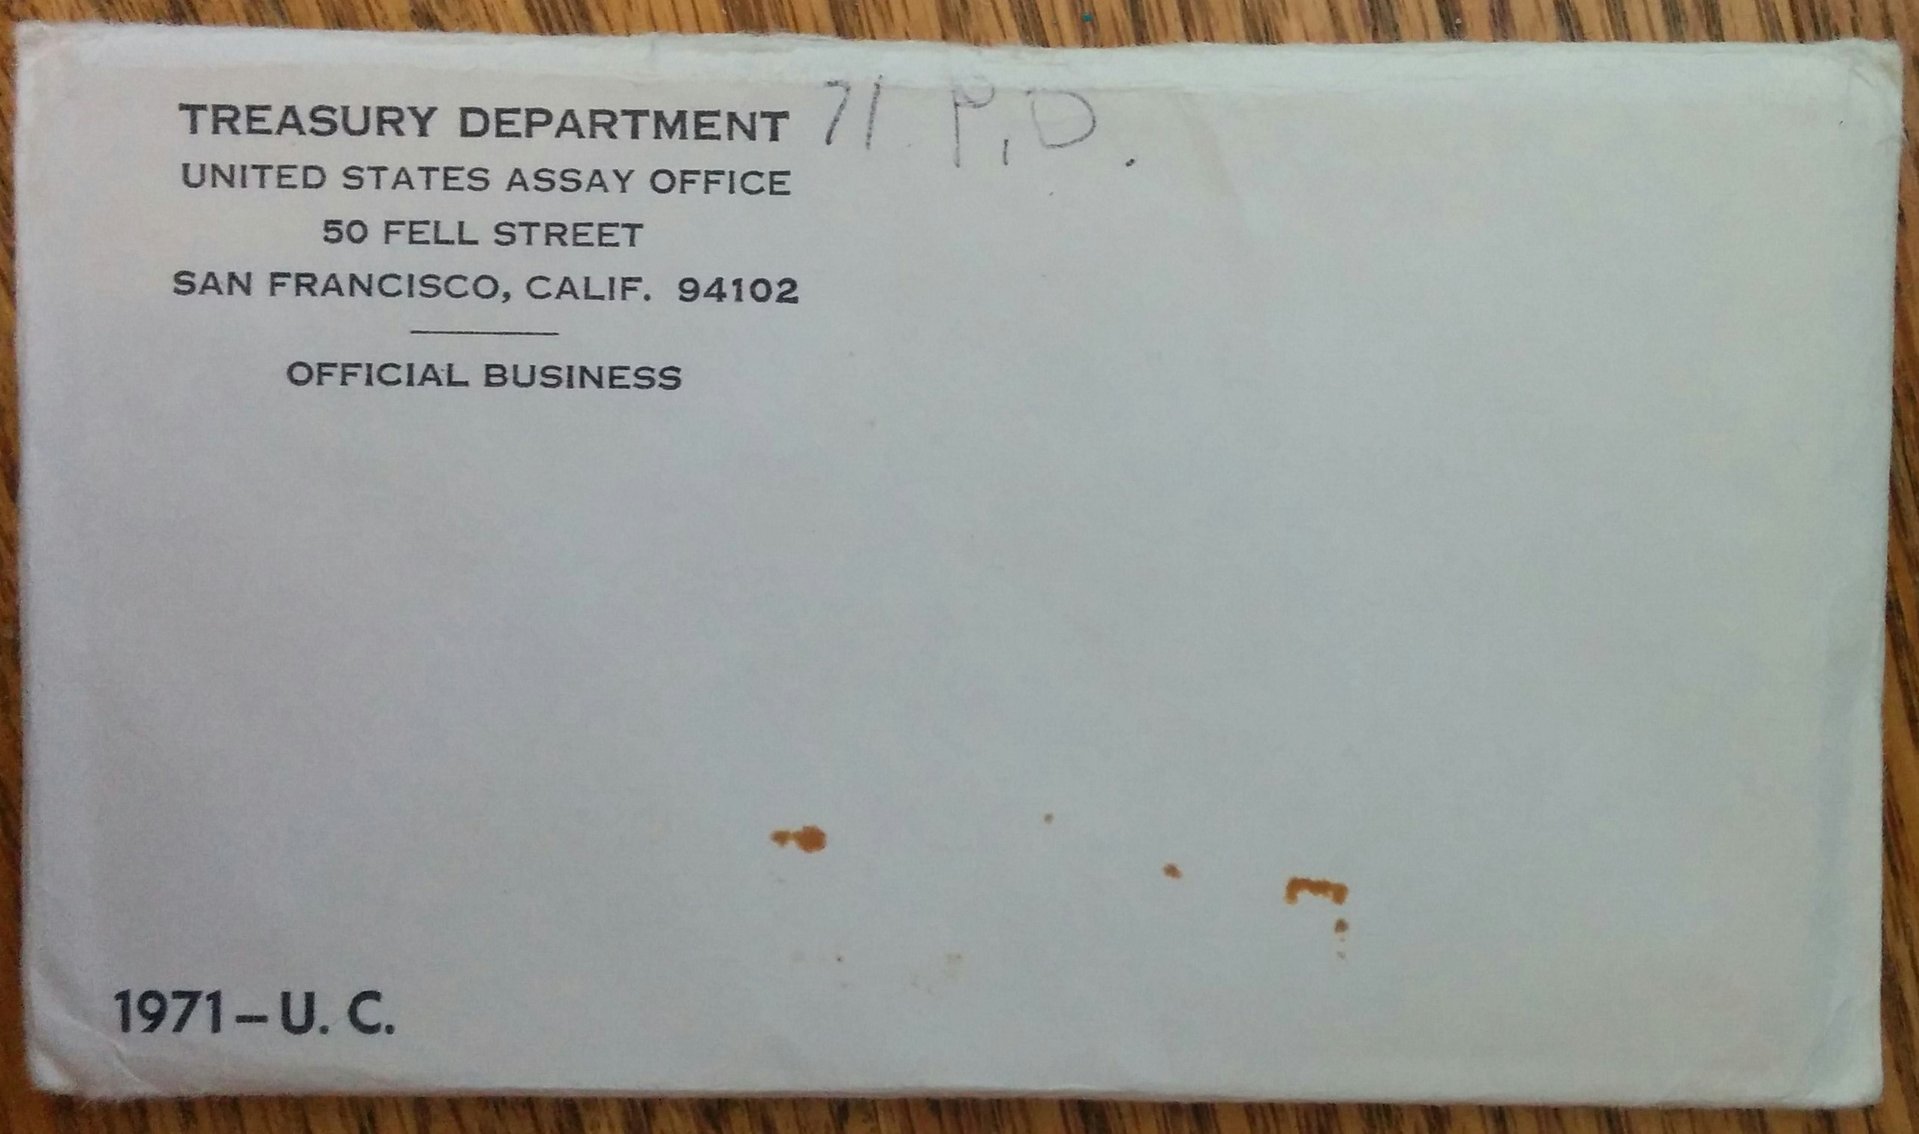 TREASURY DEPARTMENT 71 P, D.
UNITED STATES ASSAY OFFICE
50 FELL STREET
SAN FRANCISCO, CALIF. 94102
OFFICIAL BUSINESS
1971–U. C.